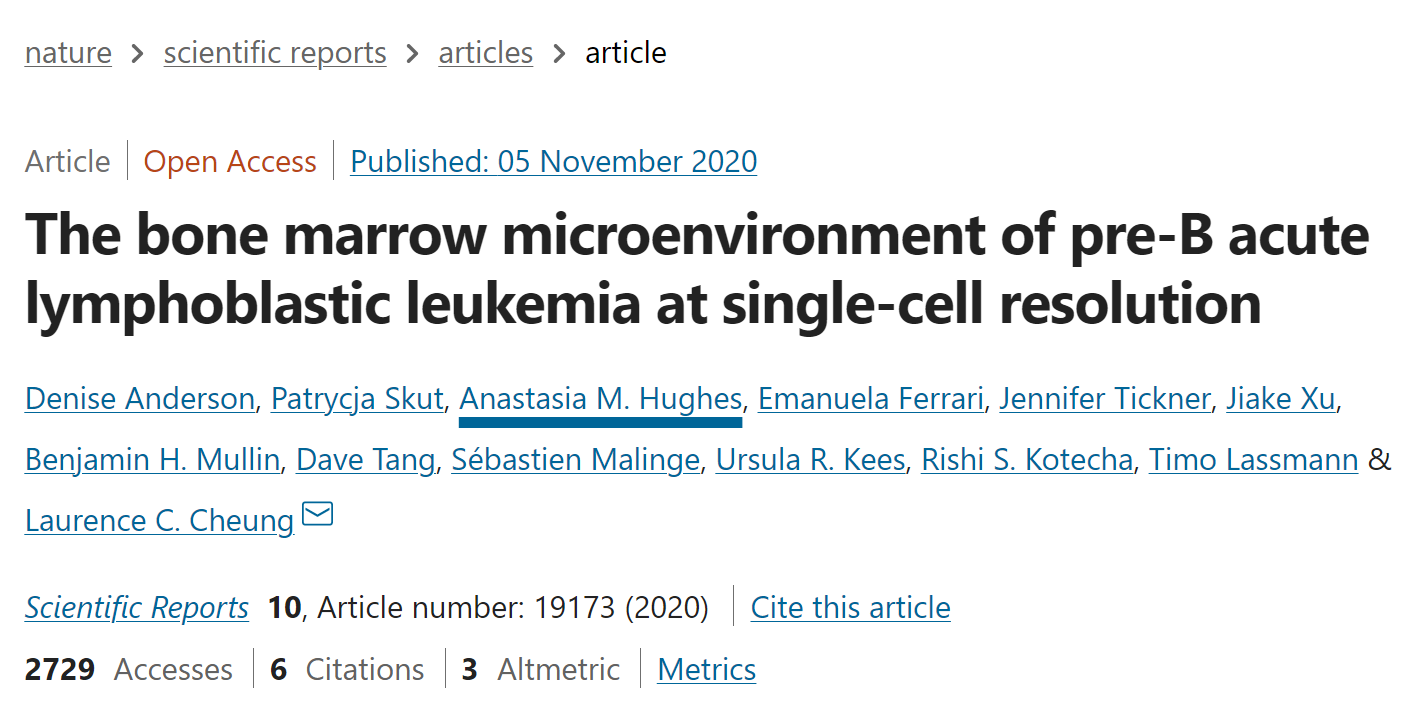 nature > scientific reports > articles > article
Article | Open Access | Published: 05 November 2020
The bone marrow microenvironment of pre-B acute
lymphoblastic leukemia at single-cell resolution
Denise Anderson, Patrycja Skut, Anastasia M. Hughes, Emanuela Ferrari, Jennifer Tickner, Jiake Xu,
Benjamin H. Mullin, Dave Tang, Sébastien Malinge, Ursula R. Kees, Rishi S. Kotecha, Timo Lassmann &
Laurence C. Cheung
Scientific Reports 10, Article number: 19173 (2020) | Cite this article
2729 Accesses | 6 Citations | 3 Altmetric | Metrics